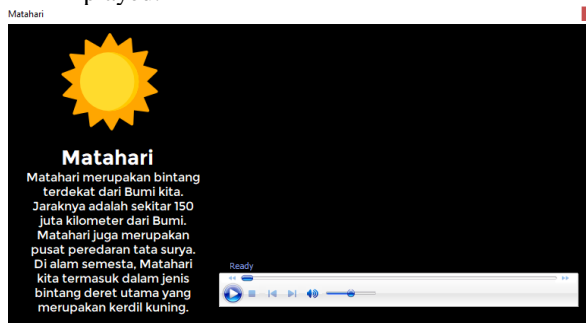 Matahari
Matahari
Matahari merupakan bintang
terdekat dari Bumi kita.
Jaraknya adalah sekitar 150
juta kilometer dari Bumi.
Matahari juga merupakan
pusat peredaran tata surya.
Di alam semesta, Matahari
kita termasuk dalam jenis
bintang deret utama yang
merupakan kerdil kuning.
Ready